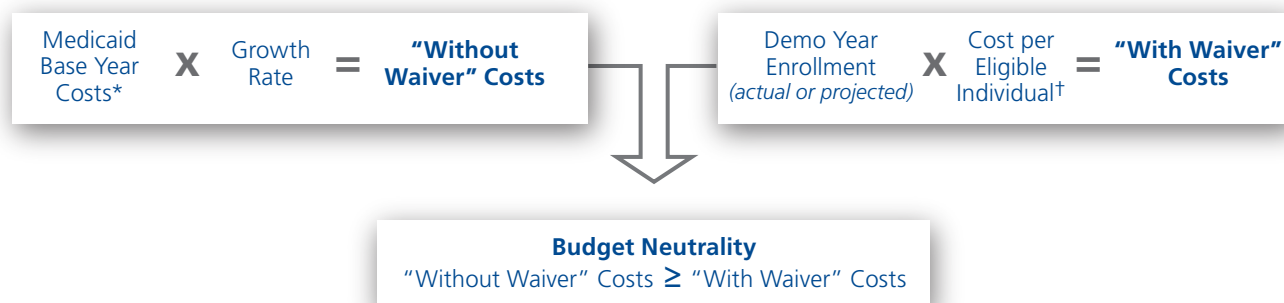 Medicaid
Base Year
Costs*
x
Growth
Rate
=
“Without
Waiver” Costs
Demo Year
Enrollment
(actual or projected)
x
Cost per
Eligible
Individual†
=
“With Waiver”
Costs
Budget Neutrality
“Without Waiver” Costs ≥ “With Waiver” Costs